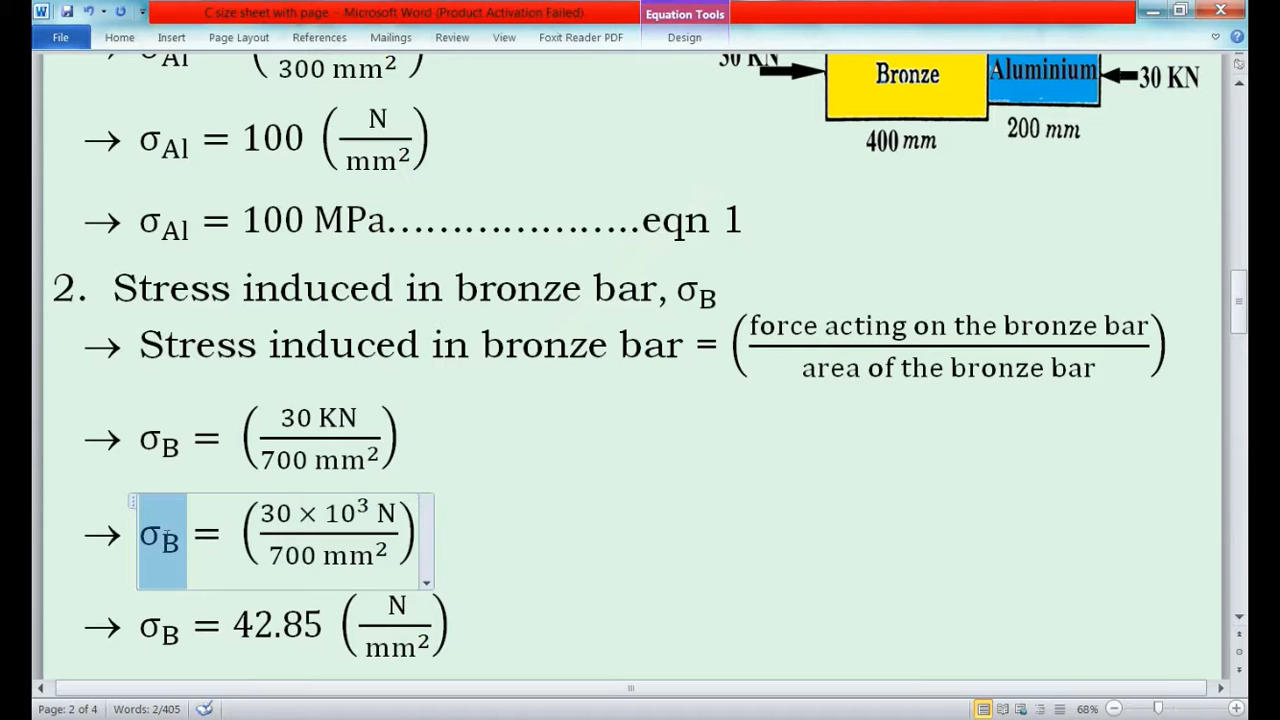 C size sheet with page - Microsoft Word (Product Activation Failed)
Equation Tools
File Home Insert Page Layout References Mailings Review View Foxit Reader PDF Design
→ σAl (300 mm²)
30 KN Bronze Aluminium 30 KN
400 mm 200 mm
→ σAl = 100 (N/mm²)
→ σAl = 100 MPa.....................eqn 1
2. Stress induced in bronze bar, σB
→ Stress induced in bronze bar = (force acting on the bronze bar/area of the bronze bar)
→ σB = (30 KN/700 mm²)
→ σB = (30 × 10³ N/700 mm²)
→ σB = 42.85 (N/mm²)
Page: 2 of 4 Words: 2/405 68%